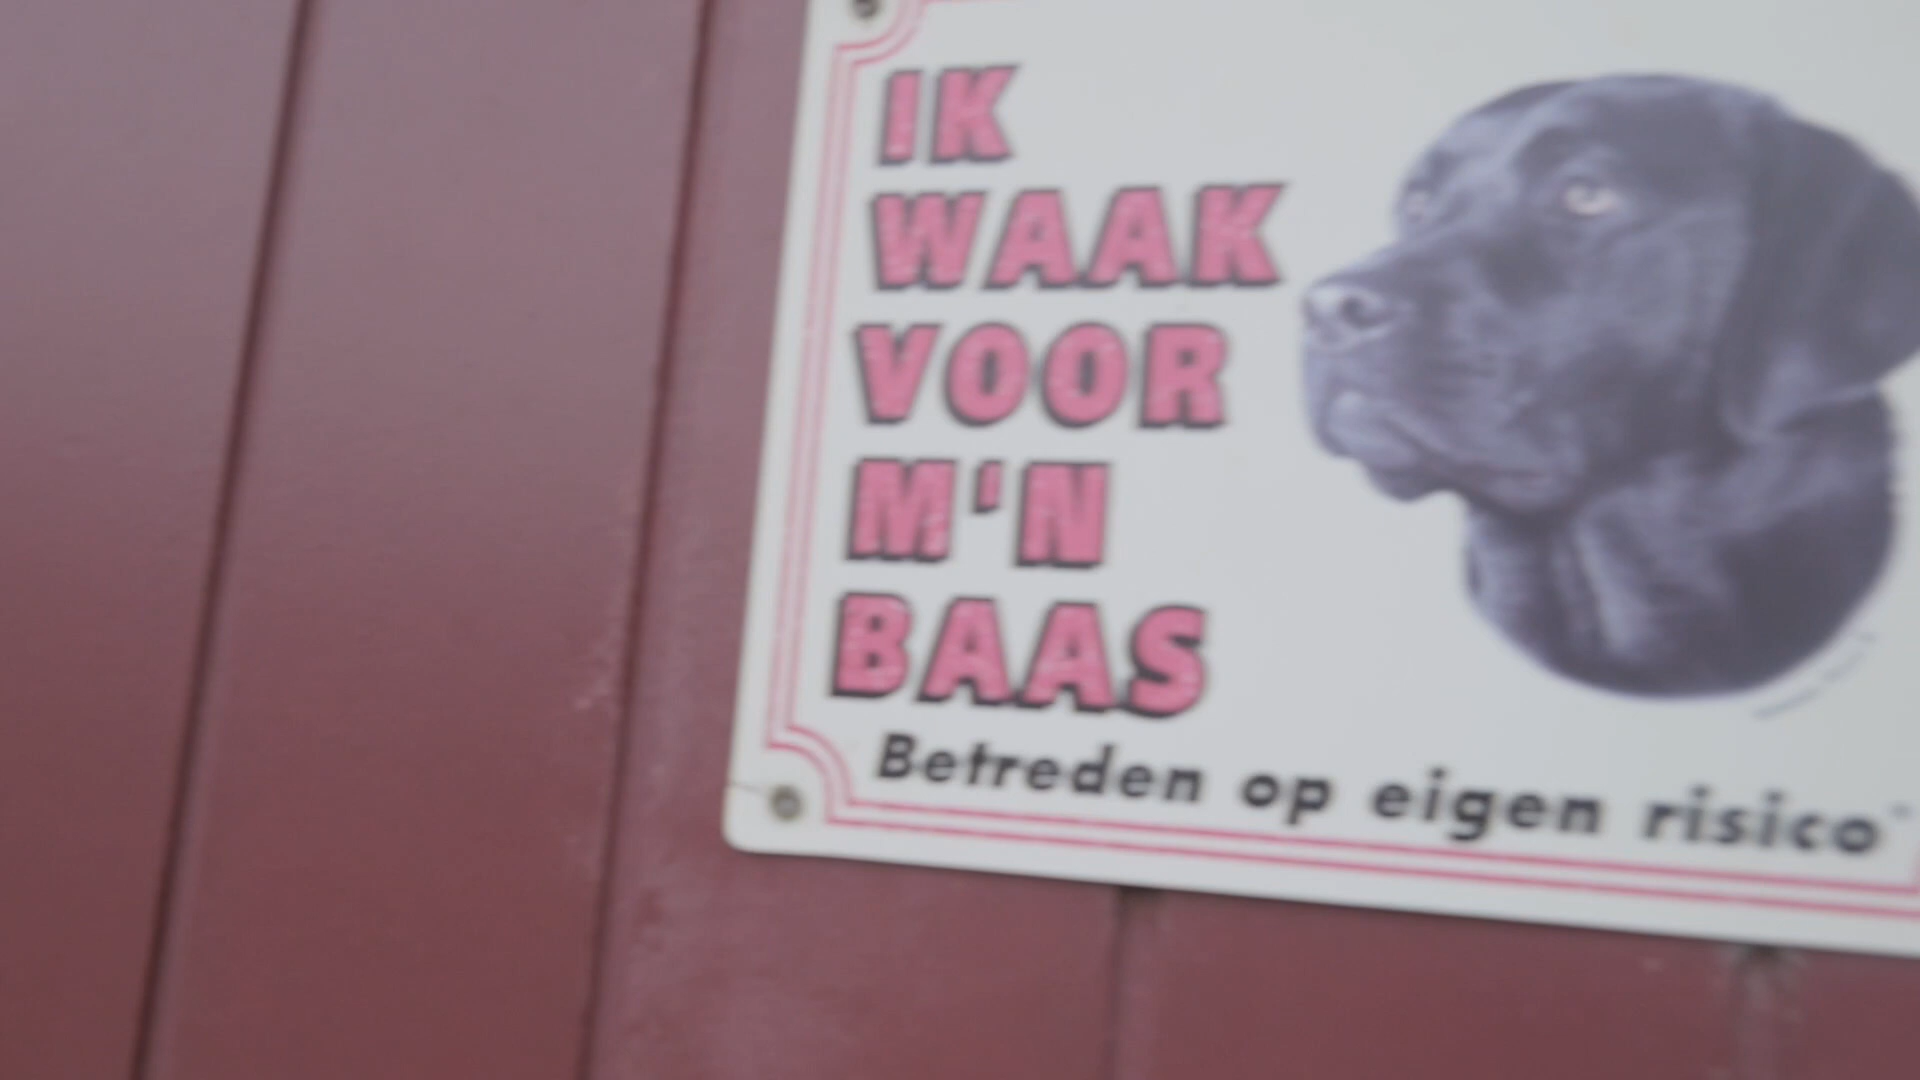 IK
WAAK
VOOR
M'N
BAAS
Betreden op eigen risico